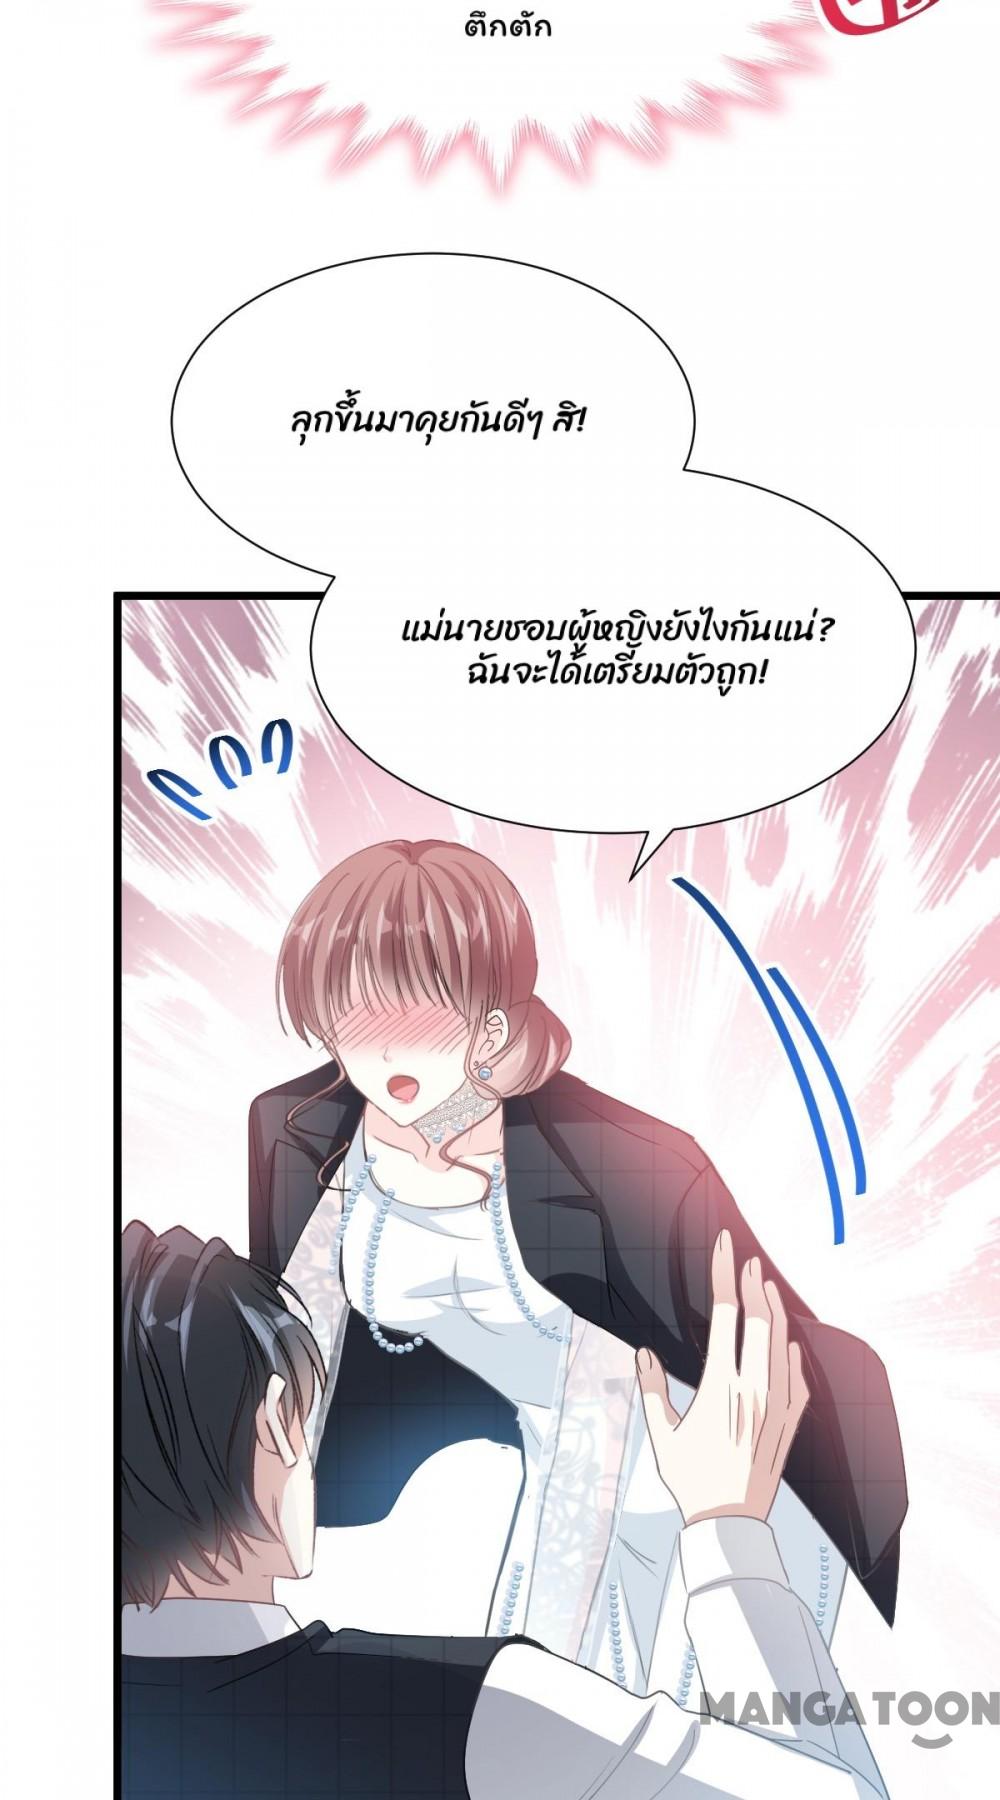 ตึกตัก
ลุกขึ้นมาคุยกันดีๆ สิ!
แม่นายชอบผู้หญิงยังไงกันแน่?
ฉันจะได้เตรียมตัวถูก!
MANGATOON